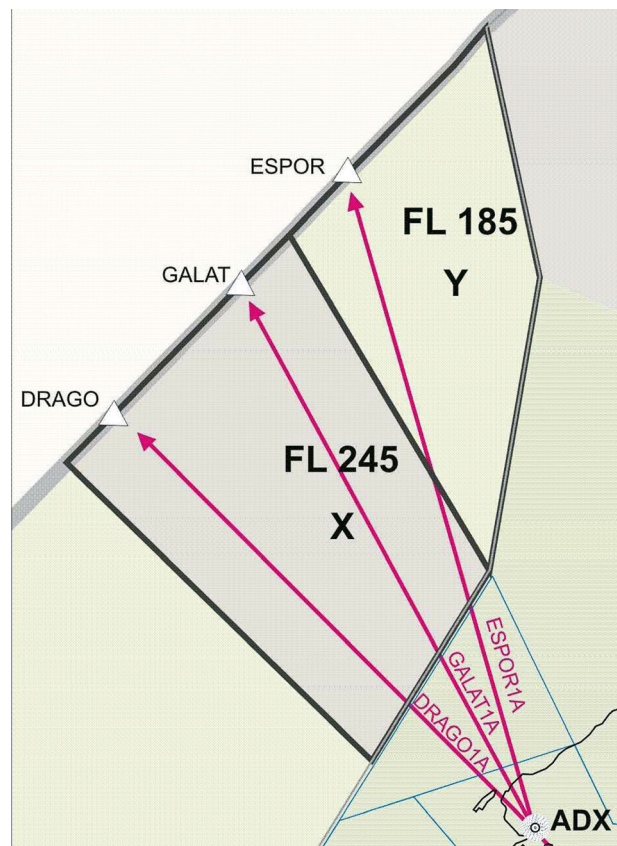 ESPOR
FL 185
Y
GALAT
DRAGO
FL 245
X
ESPOR1A
GALAT1A
DRAGO1A
ADX